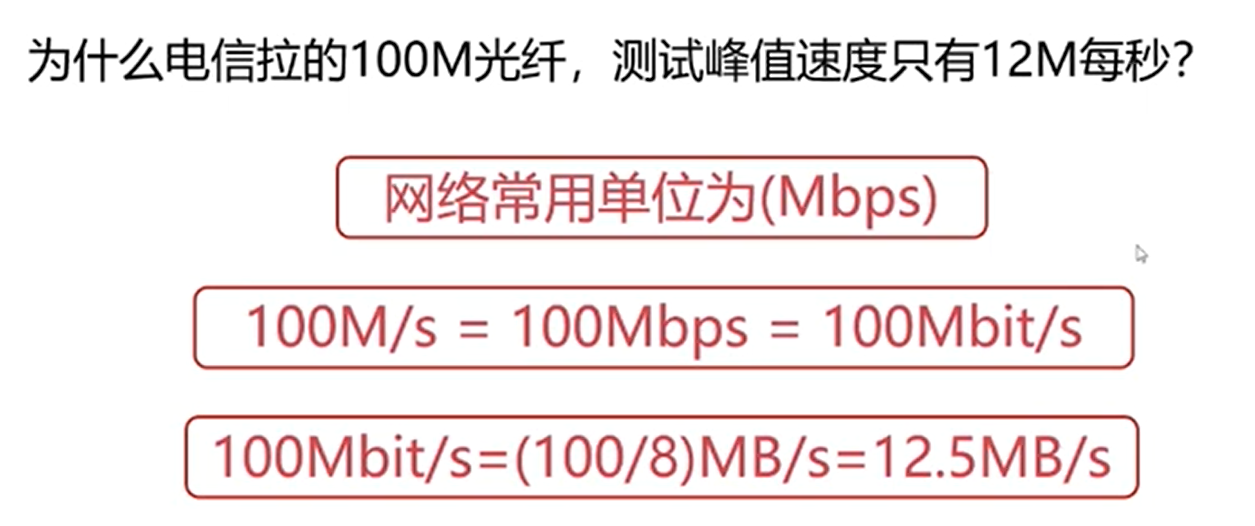 为什么电信拉的100M光纤，测试峰值速度只有12M每秒？
网络常用单位为(Mbps)
100M/s = 100Mbps = 100Mbit/s
100Mbit/s=(100/8)MB/s=12.5MB/s